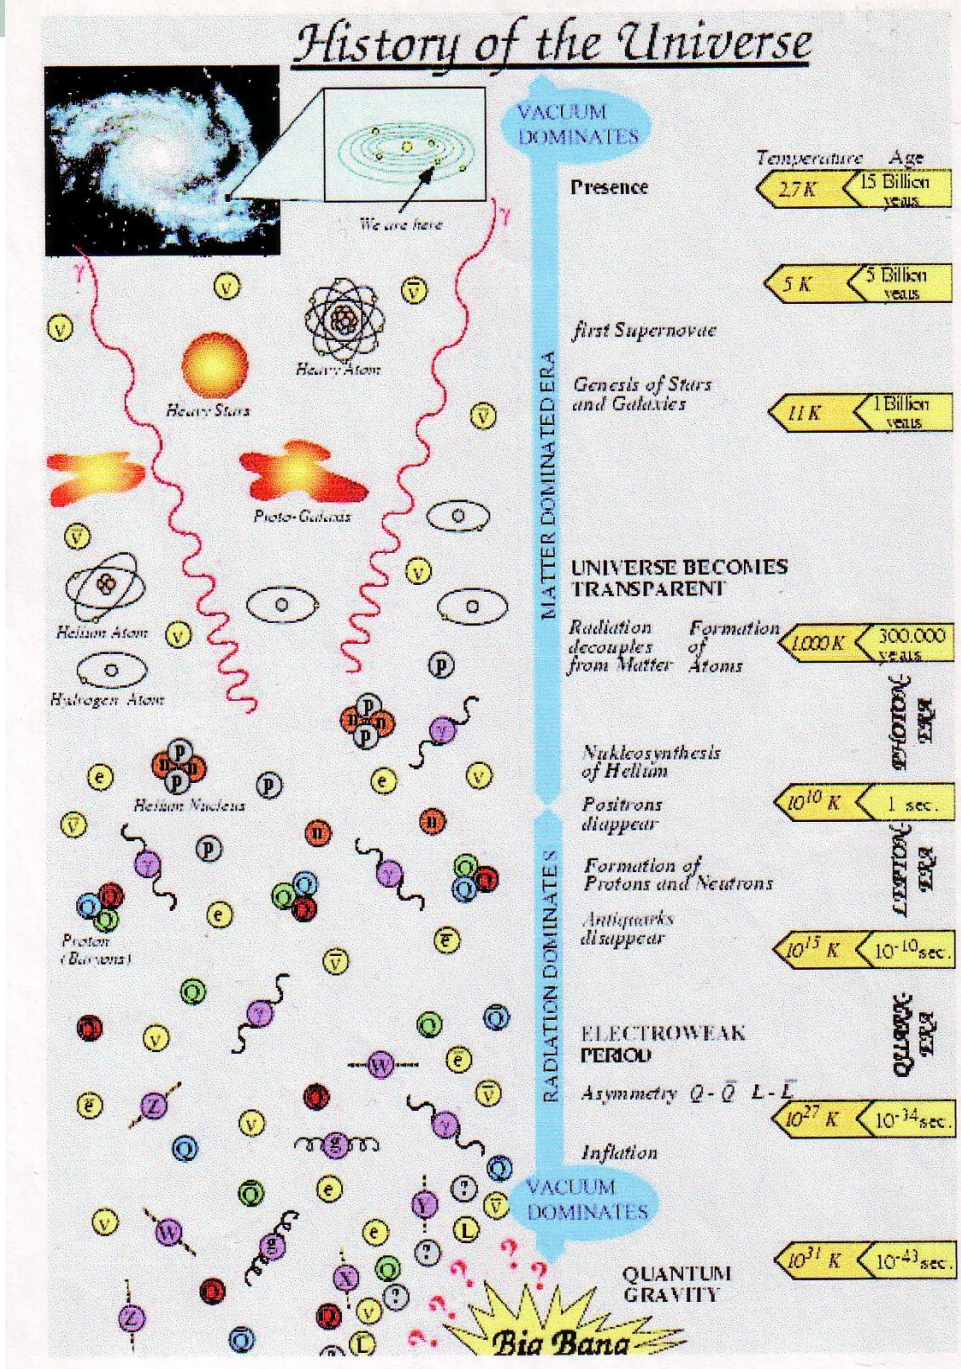 History of the Universe
VACUUM
DOMINATES
Temperature Age
Presence
2.7 K
15 Billion
years
We are here
γ
γ
5 K
5 Billion
years
ν
ν̅
ν
first Supernovae
Heavy Atom
Genesis of Stars
and Galaxies
Heavy Stars
11 K
1 Billion
years
ν̅
MATTER DOMINATED ERA
Proto-Galaxis
ν̅
ν
UNIVERSE BECOMES
TRANSPARENT
Helium Atom
ν
Radiation
decouples
from Matter
Formation
of
Atoms
1.000 K
300.000
years
p
Hydrogen Atom
PHOTON-
ERA
p
n n
p
γ
Nukleosynthesis
of Helium
e
p
n n
p
p
e
ν
Helium Nucleus
Positrons
diappear
10¹⁰ K
1 sec.
ν̅
n
n
p
γ
γ
LEPTON-
ERA
RADIATION DOMINATES
Formation of
Protons and Neutrons
Q Q
Q
Q Q
Q
Q Q
Q
e
Antiquarks
disappear
Proton
(Baryons)
e̅
ν̅
10¹⁵ K
10⁻¹⁰sec.
Q
γ
Q
Q
ν
QUARK-
ERA
ELECTROWEAK
PERIOD
W
e̅
Asymmetry Q - Q̅ L - L̅
e̅
Z
ν̅
ν
γ
10²⁷ K
10⁻³⁴sec.
Q
g
Inflation
Q
Q̅
e
?
Y
ν̅
VACUUM
DOMINATES
ν
W
g
e
L
?
10³¹ K
10⁻⁴³sec.
X
Q
?
? ? ?
QUANTUM
GRAVITY
Z
Q
ν
?
?
Q̅
L
Big Bang